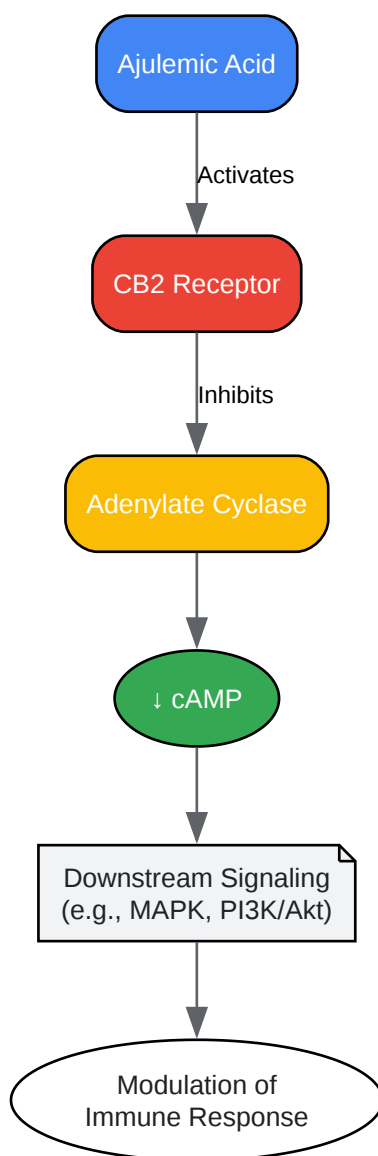 Ajulemic Acid
Activates
CB2 Receptor
Inhibits
Adenylate Cyclase
↓ cAMP
Downstream Signaling
(e.g., MAPK, PI3K/Akt)
Modulation of
Immune Response